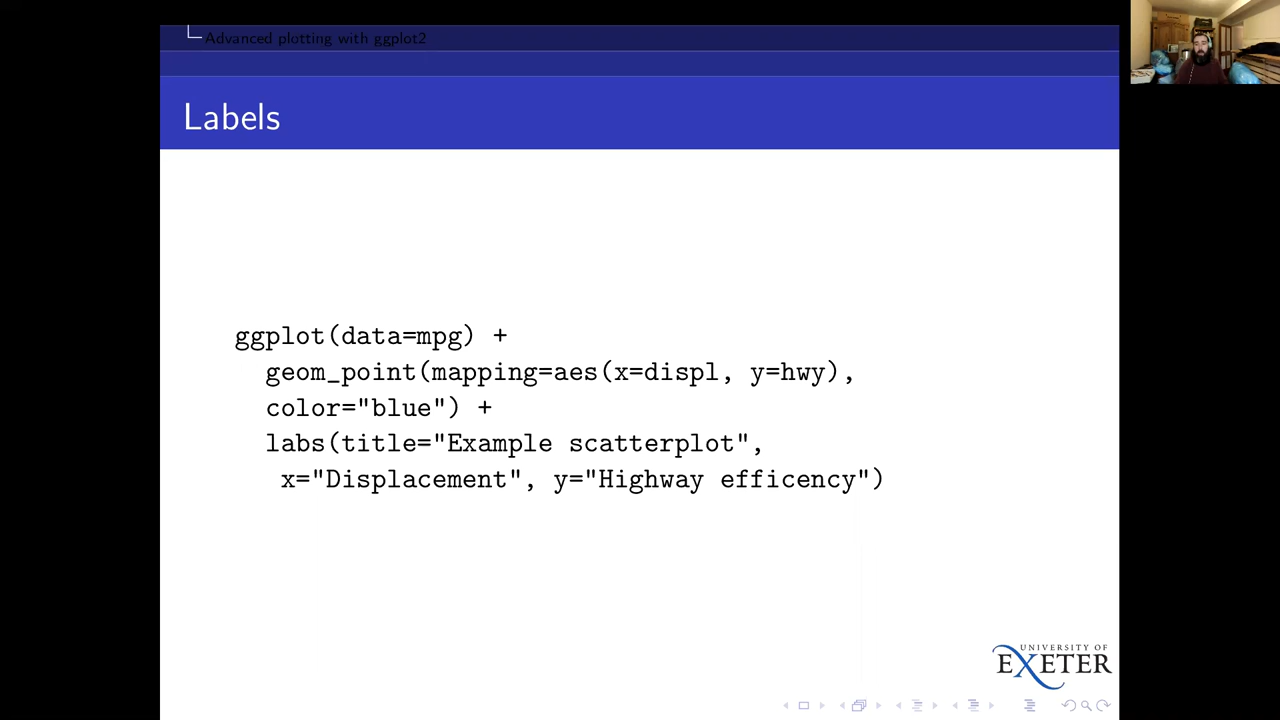 Advanced plotting with ggplot2
Labels
ggplot(data=mpg) +
geom_point(mapping=aes(x=displ, y=hwy),
color="blue") +
labs(title="Example scatterplot",
x="Displacement", y="Highway efficency")
UNIVERSITY OF
EXETER